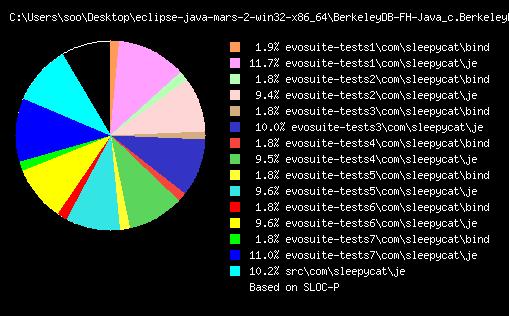 C:\Users\soo\Desktop\eclipse-java-mars-2-win32-x86_64\BerkeleyDB-FH-Java_c.Berkeley
1.9% evosuite-tests1\com\sleepycat\bind
11.7% evosuite-tests1\com\sleepycat\je
1.8% evosuite-tests2\com\sleepycat\bind
9.4% evosuite-tests2\com\sleepycat\je
1.8% evosuite-tests3\com\sleepycat\bind
10.0% evosuite-tests3\com\sleepycat\je
1.8% evosuite-tests4\com\sleepycat\bind
9.5% evosuite-tests4\com\sleepycat\je
1.8% evosuite-tests5\com\sleepycat\bind
9.6% evosuite-tests5\com\sleepycat\je
1.8% evosuite-tests6\com\sleepycat\bind
9.6% evosuite-tests6\com\sleepycat\je
1.8% evosuite-tests7\com\sleepycat\bind
11.0% evosuite-tests7\com\sleepycat\je
10.2% src\com\sleepycat\je
Based on SLOC-P